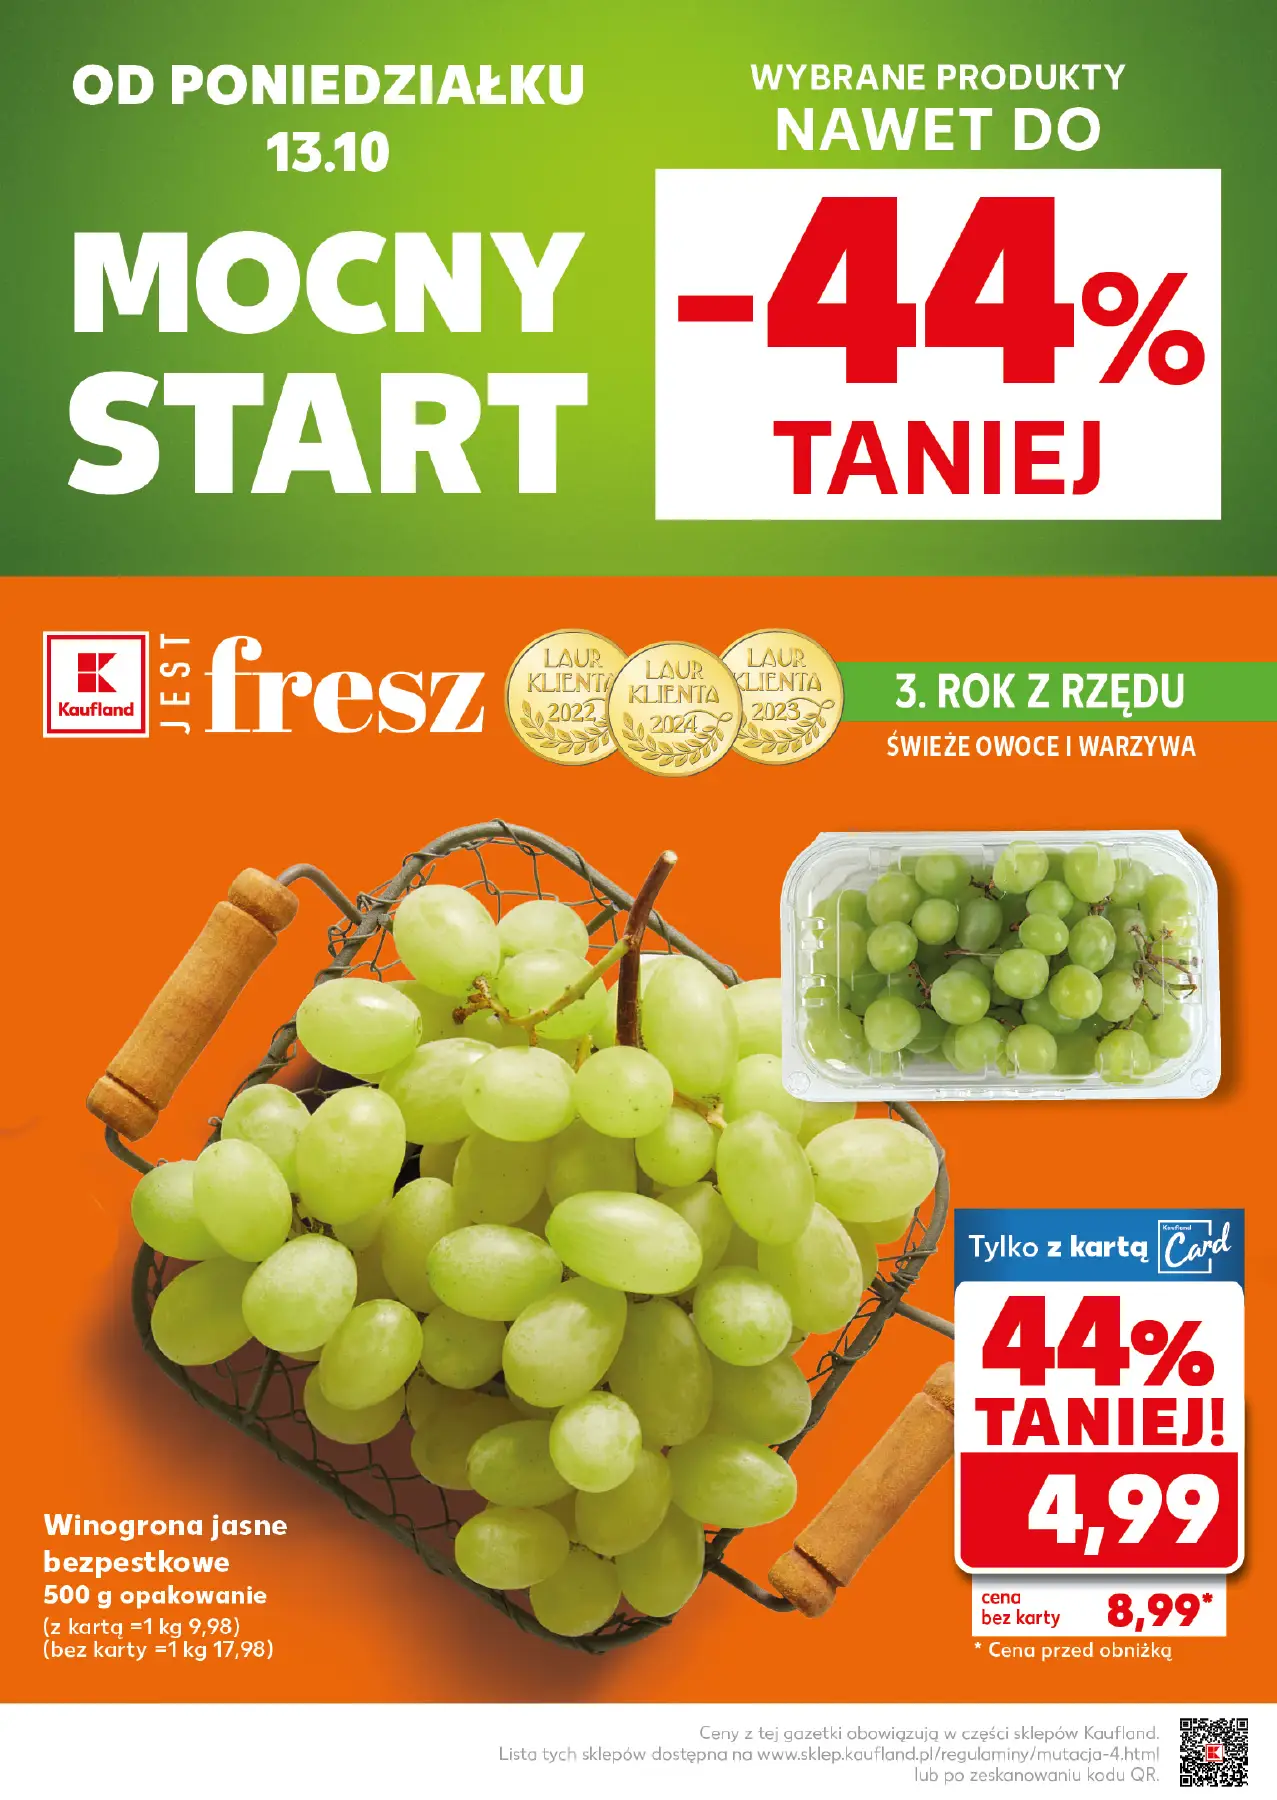 OD PONIEDZIAŁKU
13.10
MOCNY
START
WYBRANE PRODUKTY
NAWET DO
-44%
TANIEJ
Kaufland
JEST
fresz
LAUR
KLIENTA
2022
LAUR
KLIENTA
2024
LAUR
KLIENTA
2023
3. ROK Z RZĘDU
ŚWIEŻE OWOCE I WARZYWA
Tylko z kartą
Kaufland
Card
44%
TANIEJ!
4,99
cena
bez karty
8,99*
* Cena przed obniżką
Winogrona jasne
bezpestkowe
500 g opakowanie
(z kartą =1 kg 9,98)
(bez karty =1 kg 17,98)
Ceny z tej gazetki obowiązują w części sklepów Kaufland.
Lista tych sklepów dostępna na www.sklep.kaufland.pl/regulaminy/mutacja-4.html
lub po zeskanowaniu kodu QR.